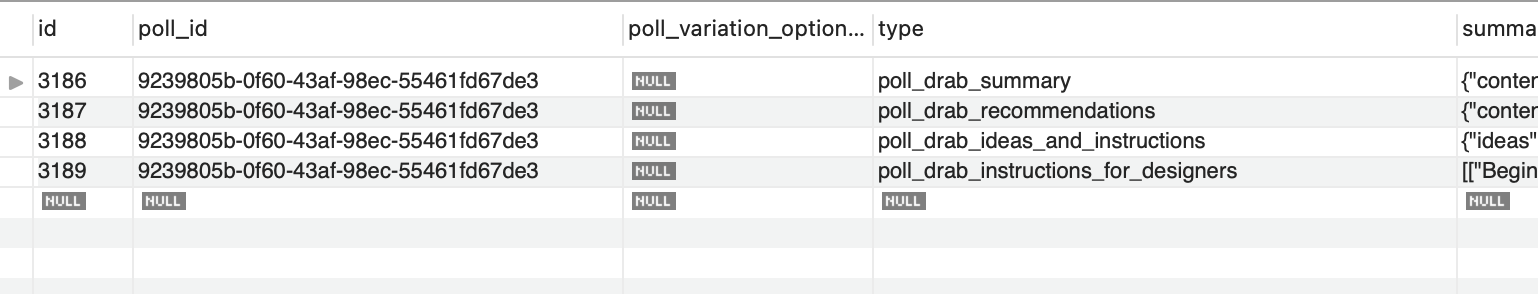 id poll_id poll_variation_option... type summa
3186 9239805b-0f60-43af-98ec-55461fd67de3 NULL poll_drab_summary {"conter
3187 9239805b-0f60-43af-98ec-55461fd67de3 NULL poll_drab_recommendations {"conter
3188 9239805b-0f60-43af-98ec-55461fd67de3 NULL poll_drab_ideas_and_instructions {"ideas"
3189 9239805b-0f60-43af-98ec-55461fd67de3 NULL poll_drab_instructions_for_designers [["Begin
NULL NULL NULL NULL NULL